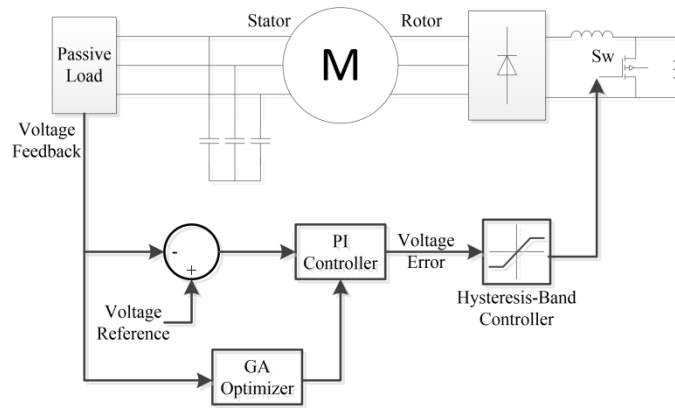 Stator
Rotor
Passive
Load
M
Sw
Voltage
Feedback
-
+
PI
Controller
Voltage
Error
Hysteresis-Band
Controller
Voltage
Reference
GA
Optimizer